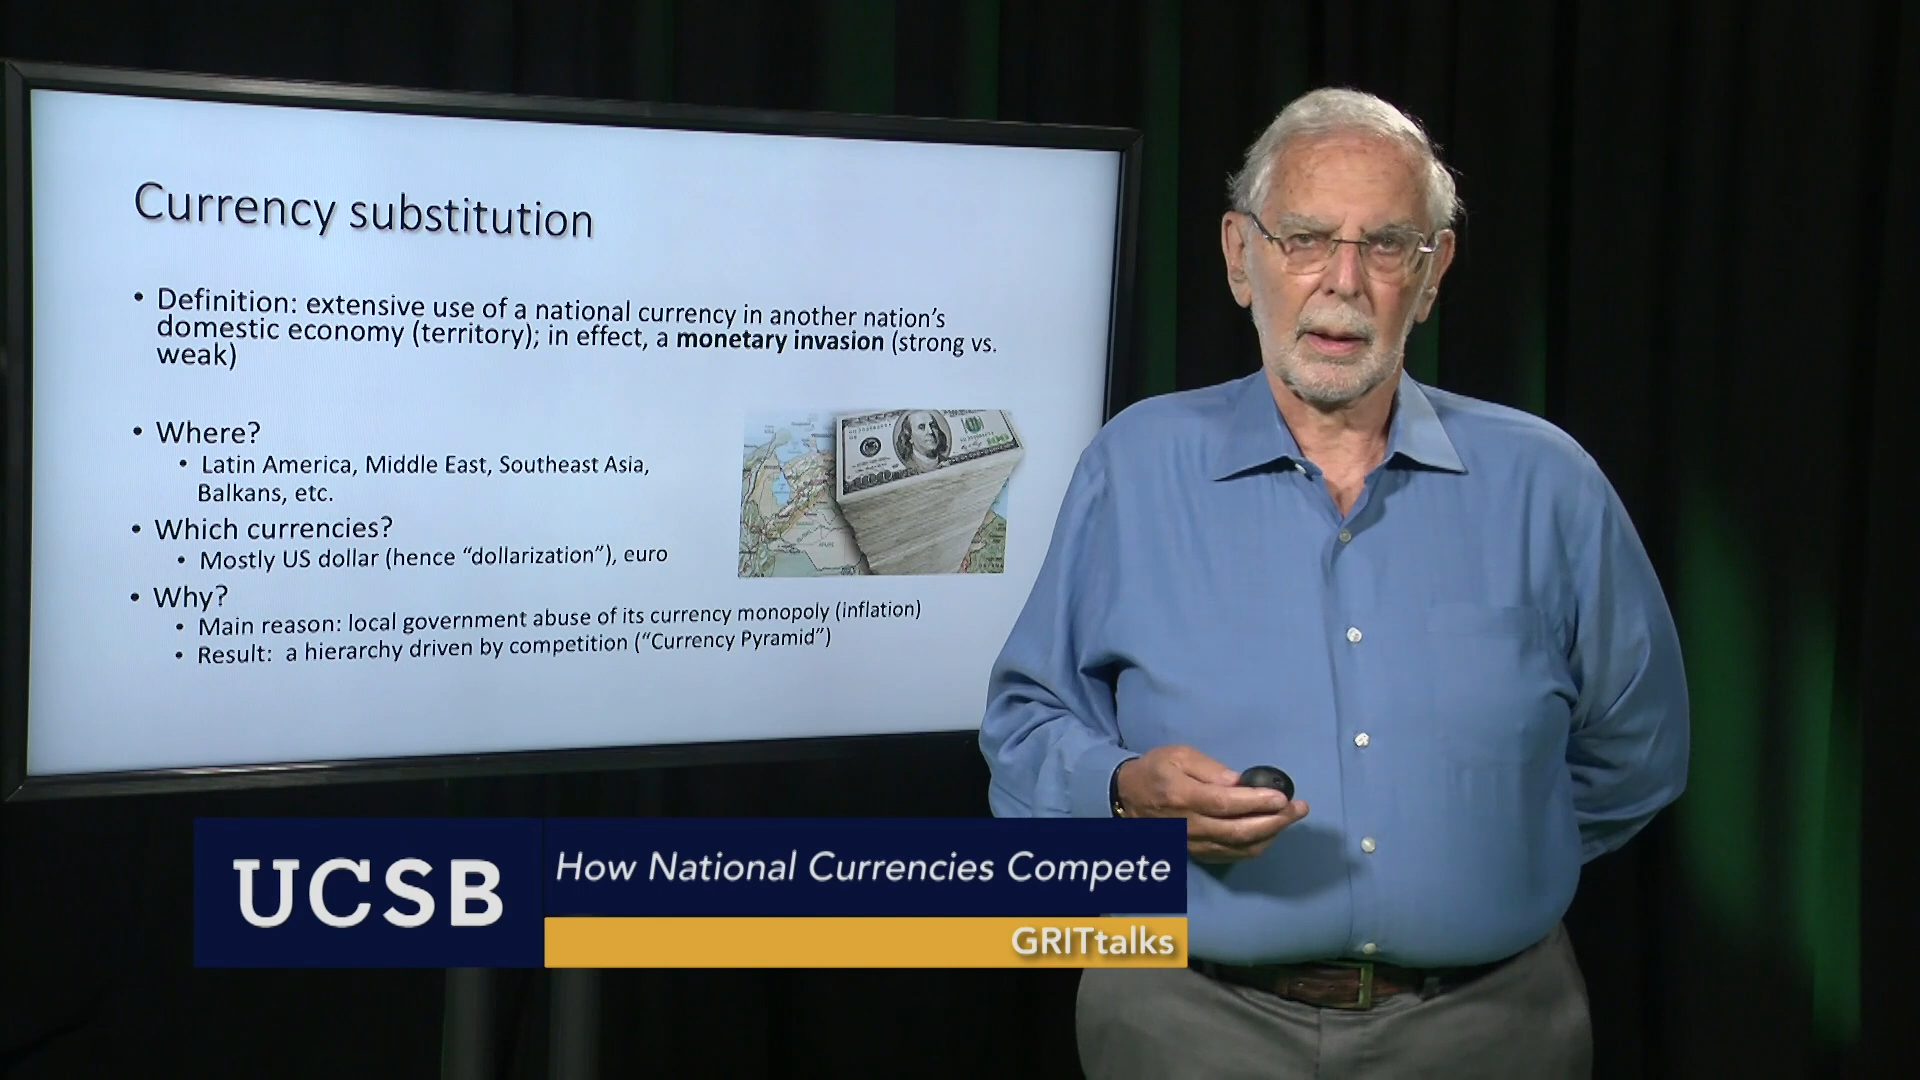 Currency substitution
• Definition: extensive use of a national currency in another nation's
domestic economy (territory); in effect, a monetary invasion (strong vs.
weak)
• Where?
• Latin America, Middle East, Southeast Asia,
Balkans, etc.
• Which currencies?
• Mostly US dollar (hence “dollarization”), euro
• Why?
• Main reason: local government abuse of its currency monopoly (inflation)
• Result: a hierarchy driven by competition (“Currency Pyramid”)
UCSB
How National Currencies Compete
GRITtalks